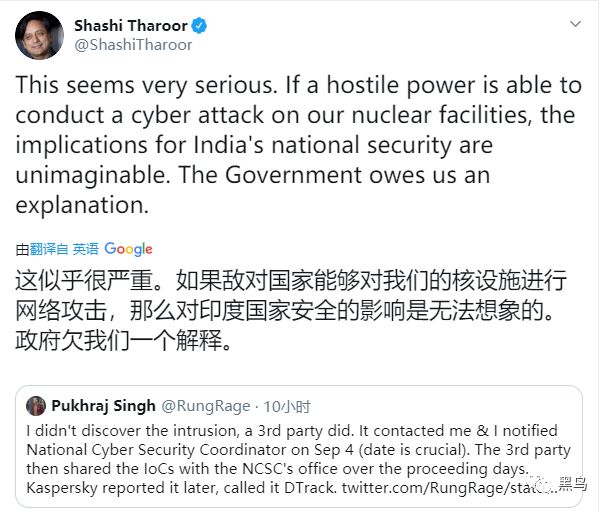 Shashi Tharoor
@ShashiTharoor
This seems very serious. If a hostile power is able to
conduct a cyber attack on our nuclear facilities, the
implications for India's national security are
unimaginable. The Government owes us an
explanation.
由翻译自 英语 Google
这似乎很严重。如果敌对国家能够对我们的核设施进行
网络攻击，那么对印度国家安全的影响是无法想象的。
政府欠我们一个解释。
Pukhraj Singh @RungRage · 10小时
I didn't discover the intrusion, a 3rd party did. It contacted me & I notified
National Cyber Security Coordinator on Sep 4 (date is crucial). The 3rd party
then shared the IoCs with the NCSC's office over the proceeding days.
Kaspersky reported it later, called it DTrack. twitter.com/RungRage/stat
黑鸟